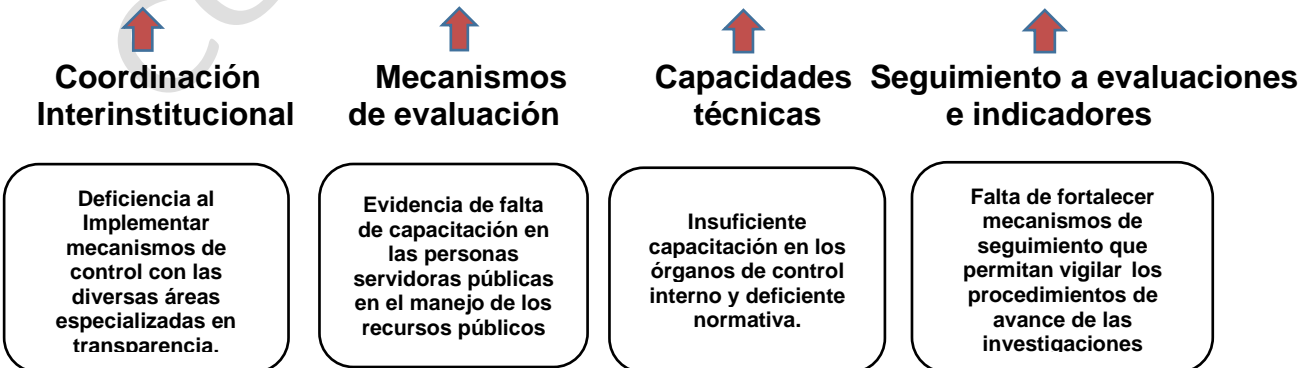 Coordinación
Interinstitucional
Mecanismos
de evaluación
Capacidades
técnicas
Seguimiento a evaluaciones
e indicadores
Deficiencia al
Implementar
mecanismos de
control con las
diversas áreas
especializadas en
transparencia.
Evidencia de falta
de capacitación en
las personas
servidoras públicas
en el manejo de los
recursos públicos
Insuficiente
capacitación en los
órganos de control
interno y deficiente
normativa.
Falta de fortalecer
mecanismos de
seguimiento que
permitan vigilar los
procedimientos de
avance de las
investigaciones